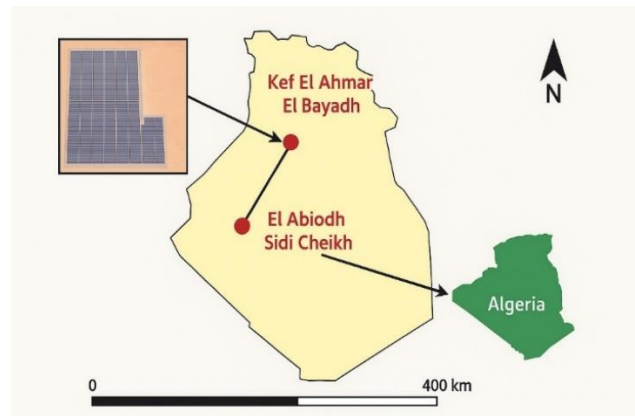 Kef El Ahmar
El Bayadh
N
El Abiodh
Sidi Cheikh
Algeria
0
400 km